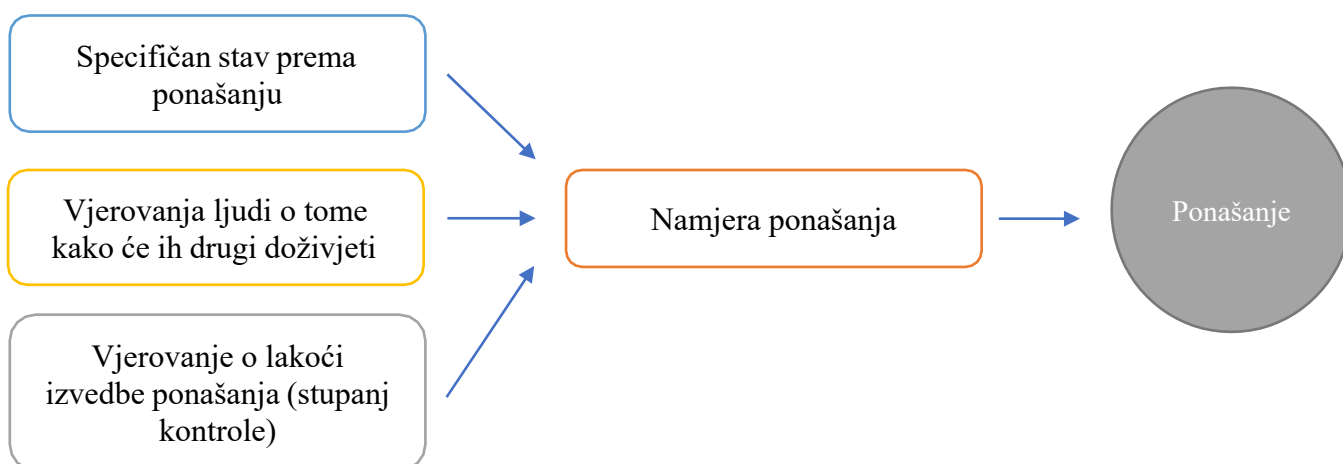 Specifičan stav prema
ponašanju
Vjerovanja ljudi o tome
kako će ih drugi doživjeti
Vjerovanje o lakoći
izvedbe ponašanja (stupanj
kontrole)
Namjera ponašanja
Ponašanje